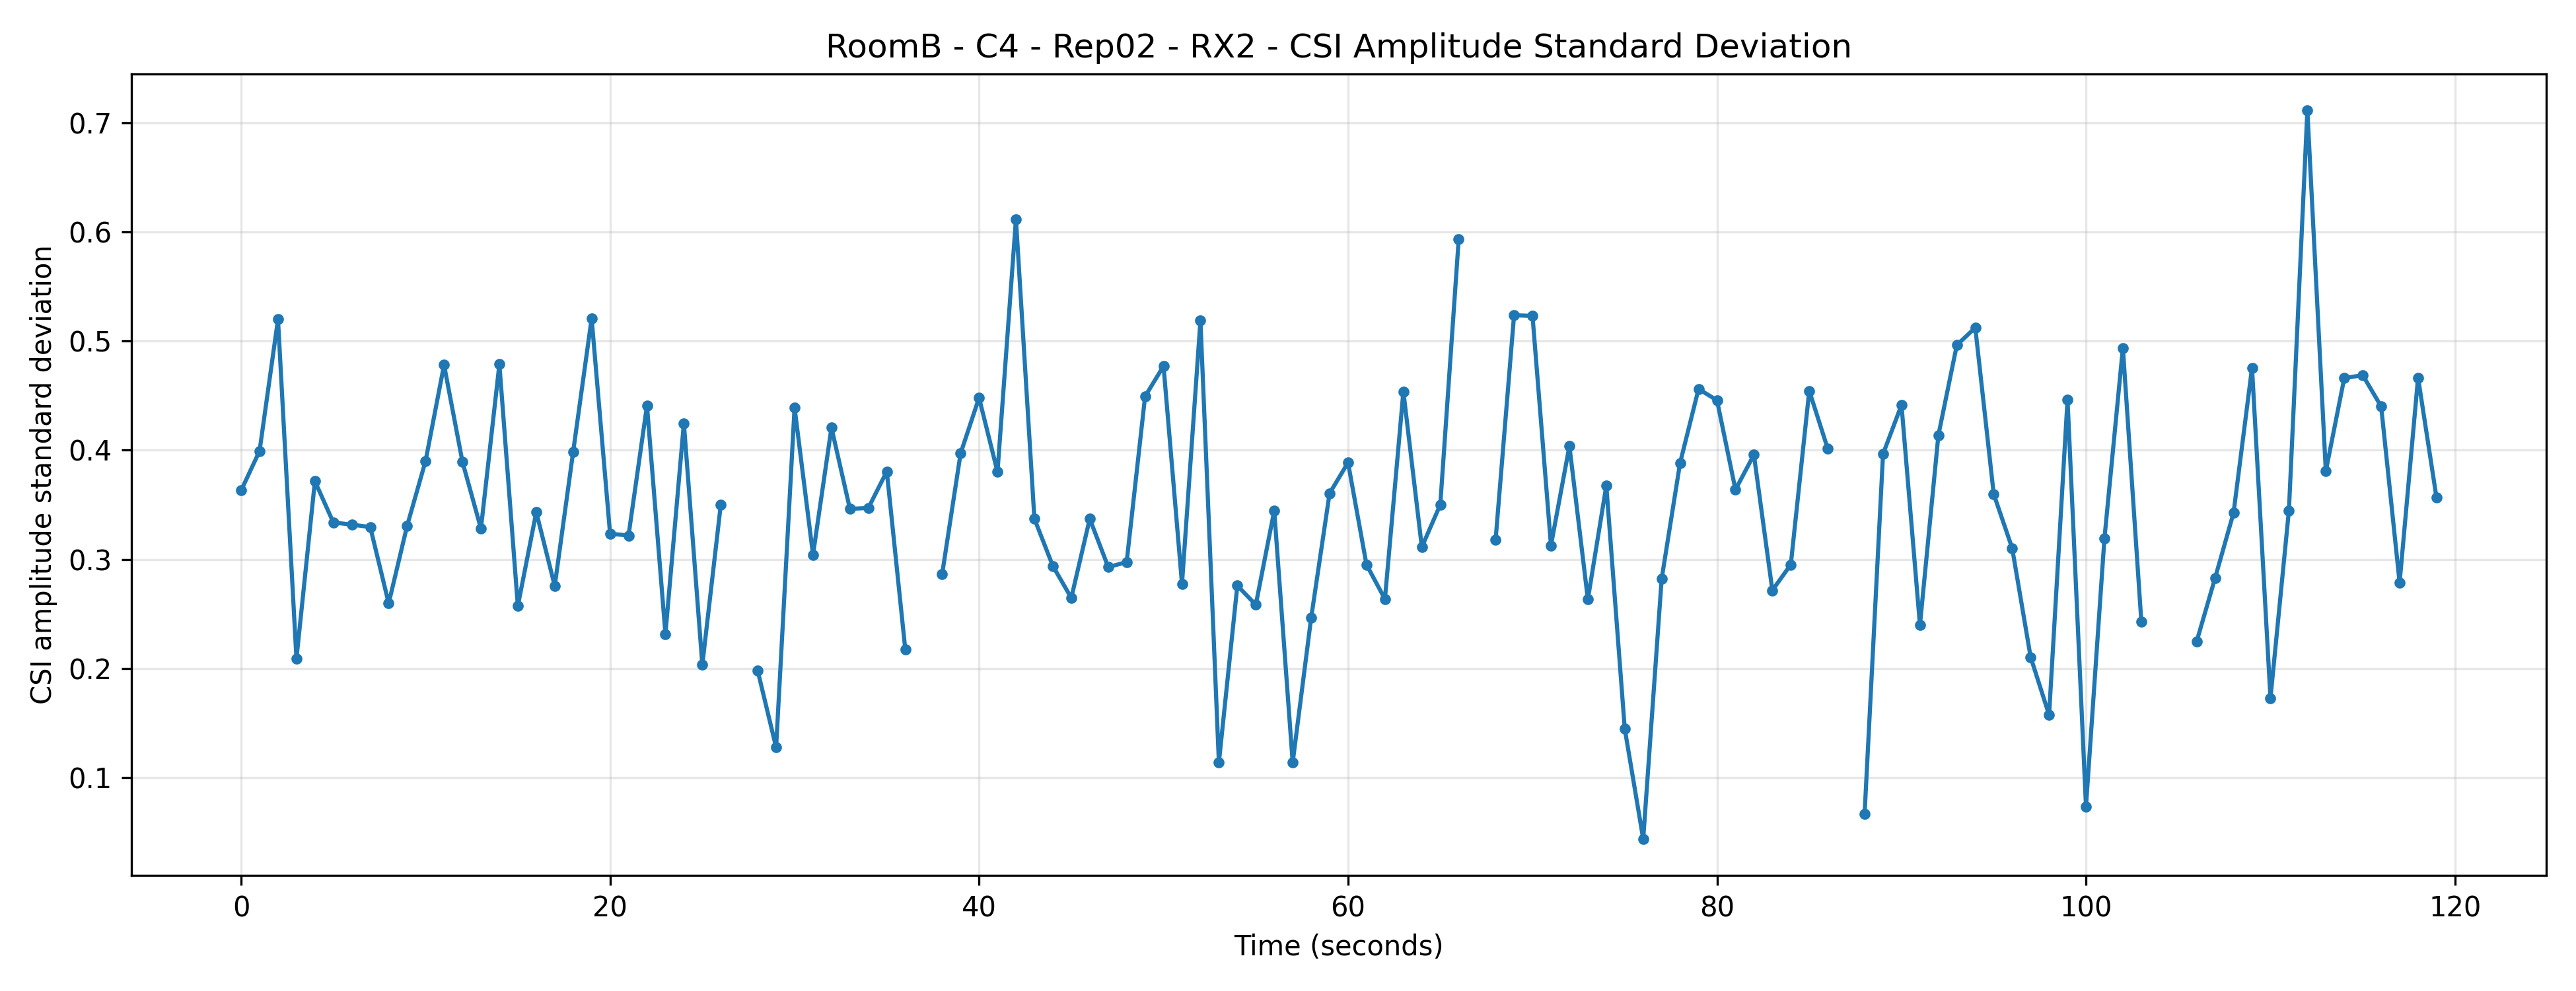 RoomB - C4 - Rep02 - RX2 - CSI Amplitude Standard Deviation
CSI amplitude standard deviation
0.7
0.6
0.5
0.4
0.3
0.2
0.1
0 20 40 60 80 100 120
Time (seconds)